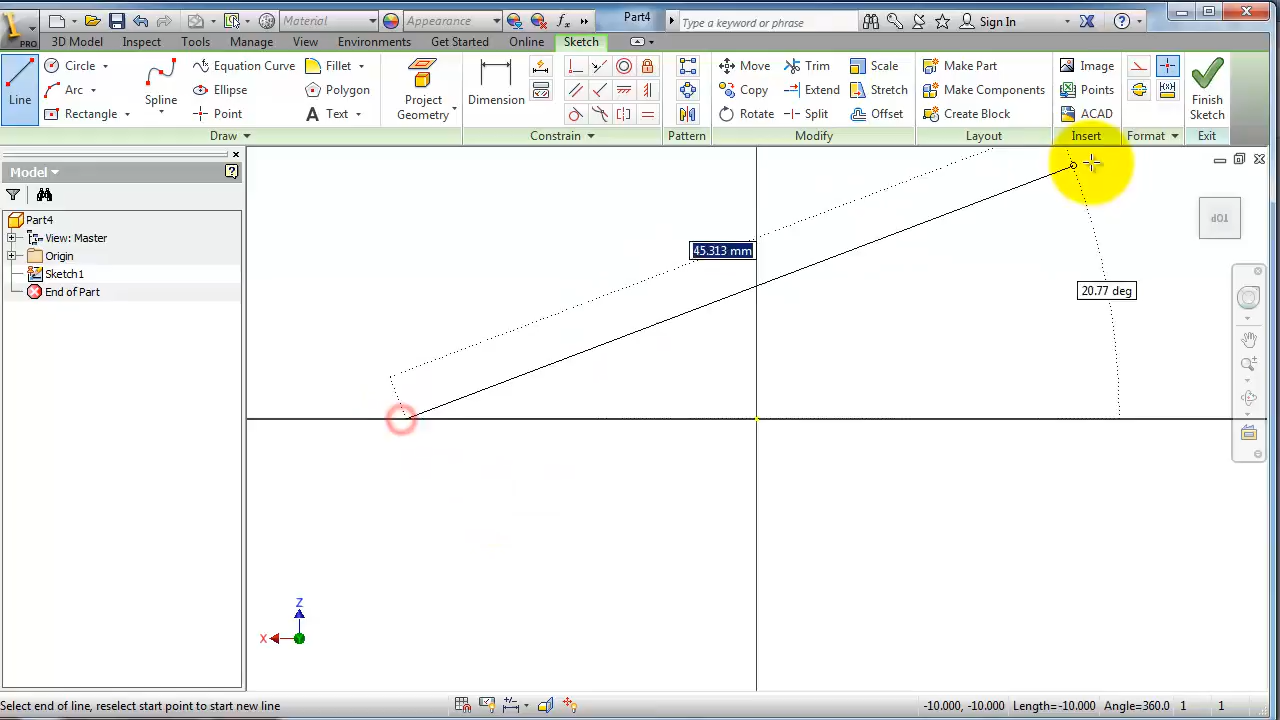 Material
Appearance
fx
Part4
Type a keyword or phrase
Sign In
PRO
3D Model
Inspect
Tools
Manage
View
Environments
Get Started
Online
Sketch
Circle
Equation Curve
Fillet
Move
Trim
Scale
Make Part
Image
Line
Arc
Spline
Ellipse
Polygon
Project Geometry
Dimension
Copy
Extend
Stretch
Make Components
Points
Finish Sketch
Rectangle
Point
Text
Rotate
Split
Offset
Create Block
ACAD
Draw
Constrain
Pattern
Modify
Layout
Insert
Format
Exit
Model
Part4
View: Master
Origin
Sketch1
End of Part
45.313 mm
20.77 deg
TOP
Z
X
Select end of line, reselect start point to start new line
-10.000, -10.000
Length=-10.000
Angle=360.0
1
1